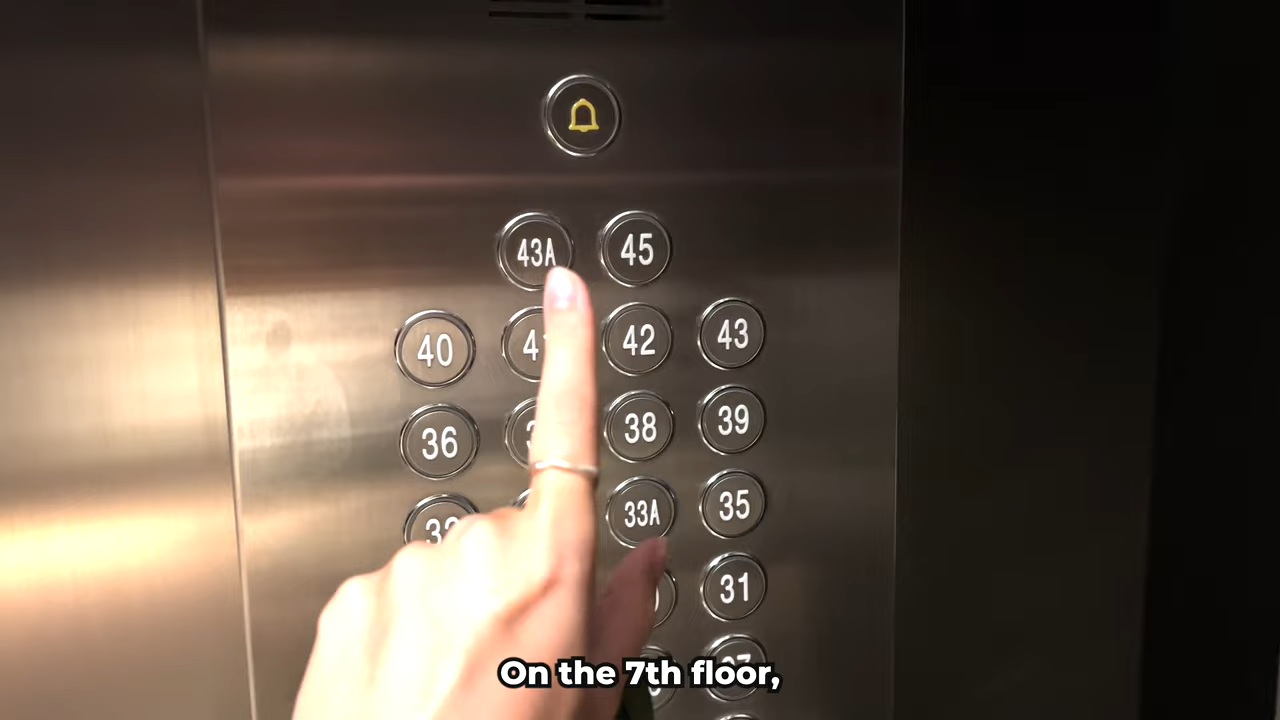 43A 45
40 42 43
36 38 39
33A 35
31
On the 7th floor,